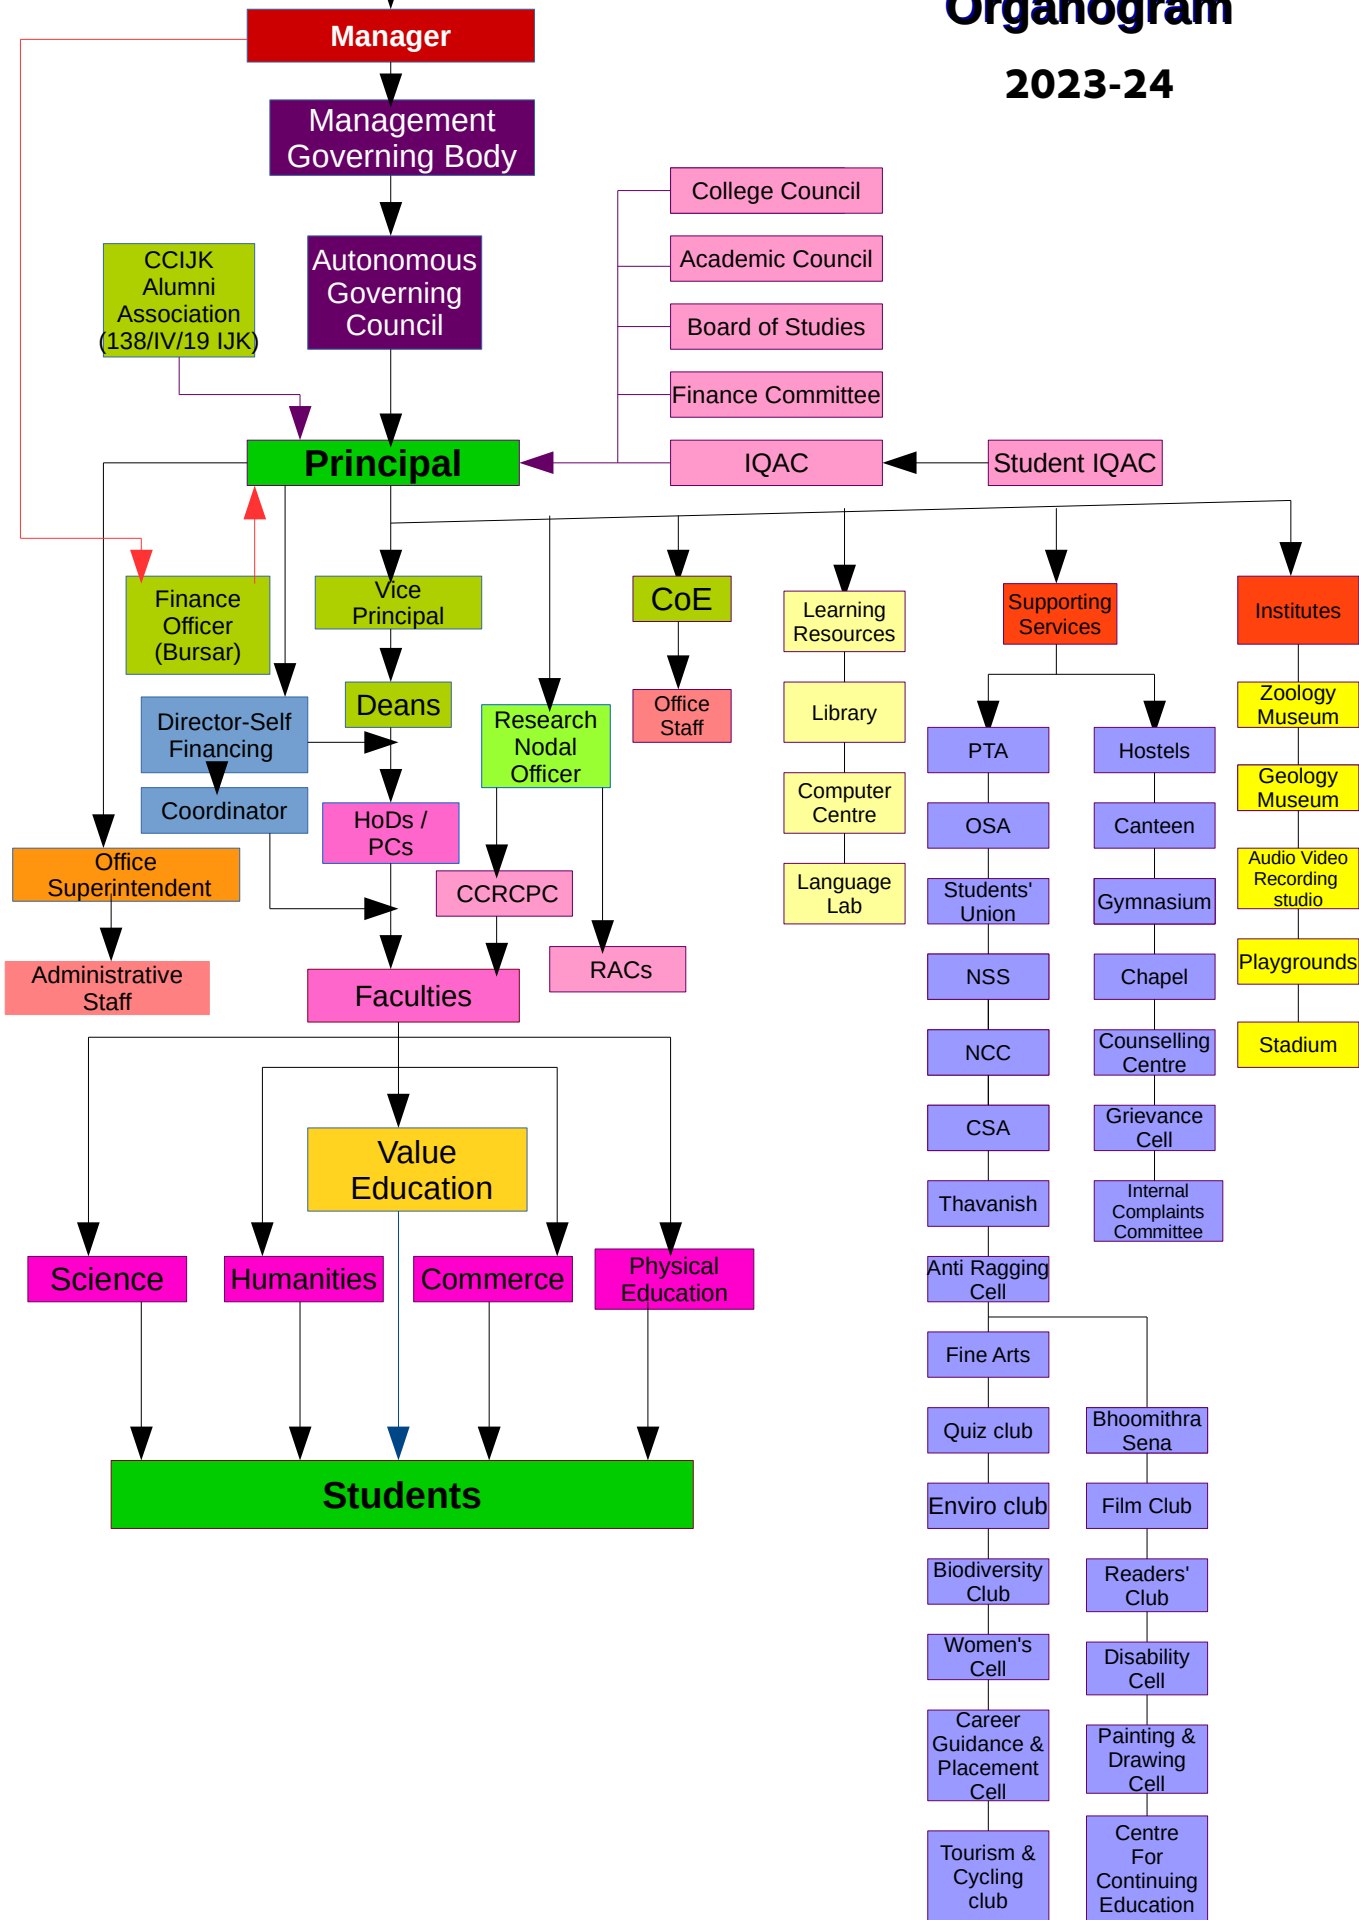 Organogram
2023-24
Manager
Management
Governing Body
Autonomous
Governing
Council
CCIJK
Alumni
Association
(138/IV/19 IJK)
College Council
Academic Council
Board of Studies
Finance Committee
IQAC
Student IQAC
Principal
Finance
Officer
(Bursar)
Vice
Principal
CoE
Learning
Resources
Supporting
Services
Institutes
Deans
Director-Self
Financing
Coordinator
Research
Nodal
Officer
Office
Staff
Library
Computer
Centre
Language
Lab
Zoology
Museum
Geology
Museum
Audio Video
Recording
studio
Playgrounds
Stadium
HoDs /
PCs
Office
Superintendent
Administrative
Staff
CCRCPC
RACs
Faculties
PTA
OSA
Students'
Union
NSS
NCC
CSA
Thavanish
Anti Ragging
Cell
Hostels
Canteen
Gymnasium
Chapel
Counselling
Centre
Grievance
Cell
Internal
Complaints
Committee
Value
Education
Science
Humanities
Commerce
Physical
Education
Students
Fine Arts
Quiz club
Enviro club
Biodiversity
Club
Women's
Cell
Career
Guidance &
Placement
Cell
Tourism &
Cycling
club
Bhoomithra
Sena
Film Club
Readers'
Club
Disability
Cell
Painting &
Drawing
Cell
Centre
For
Continuing
Education